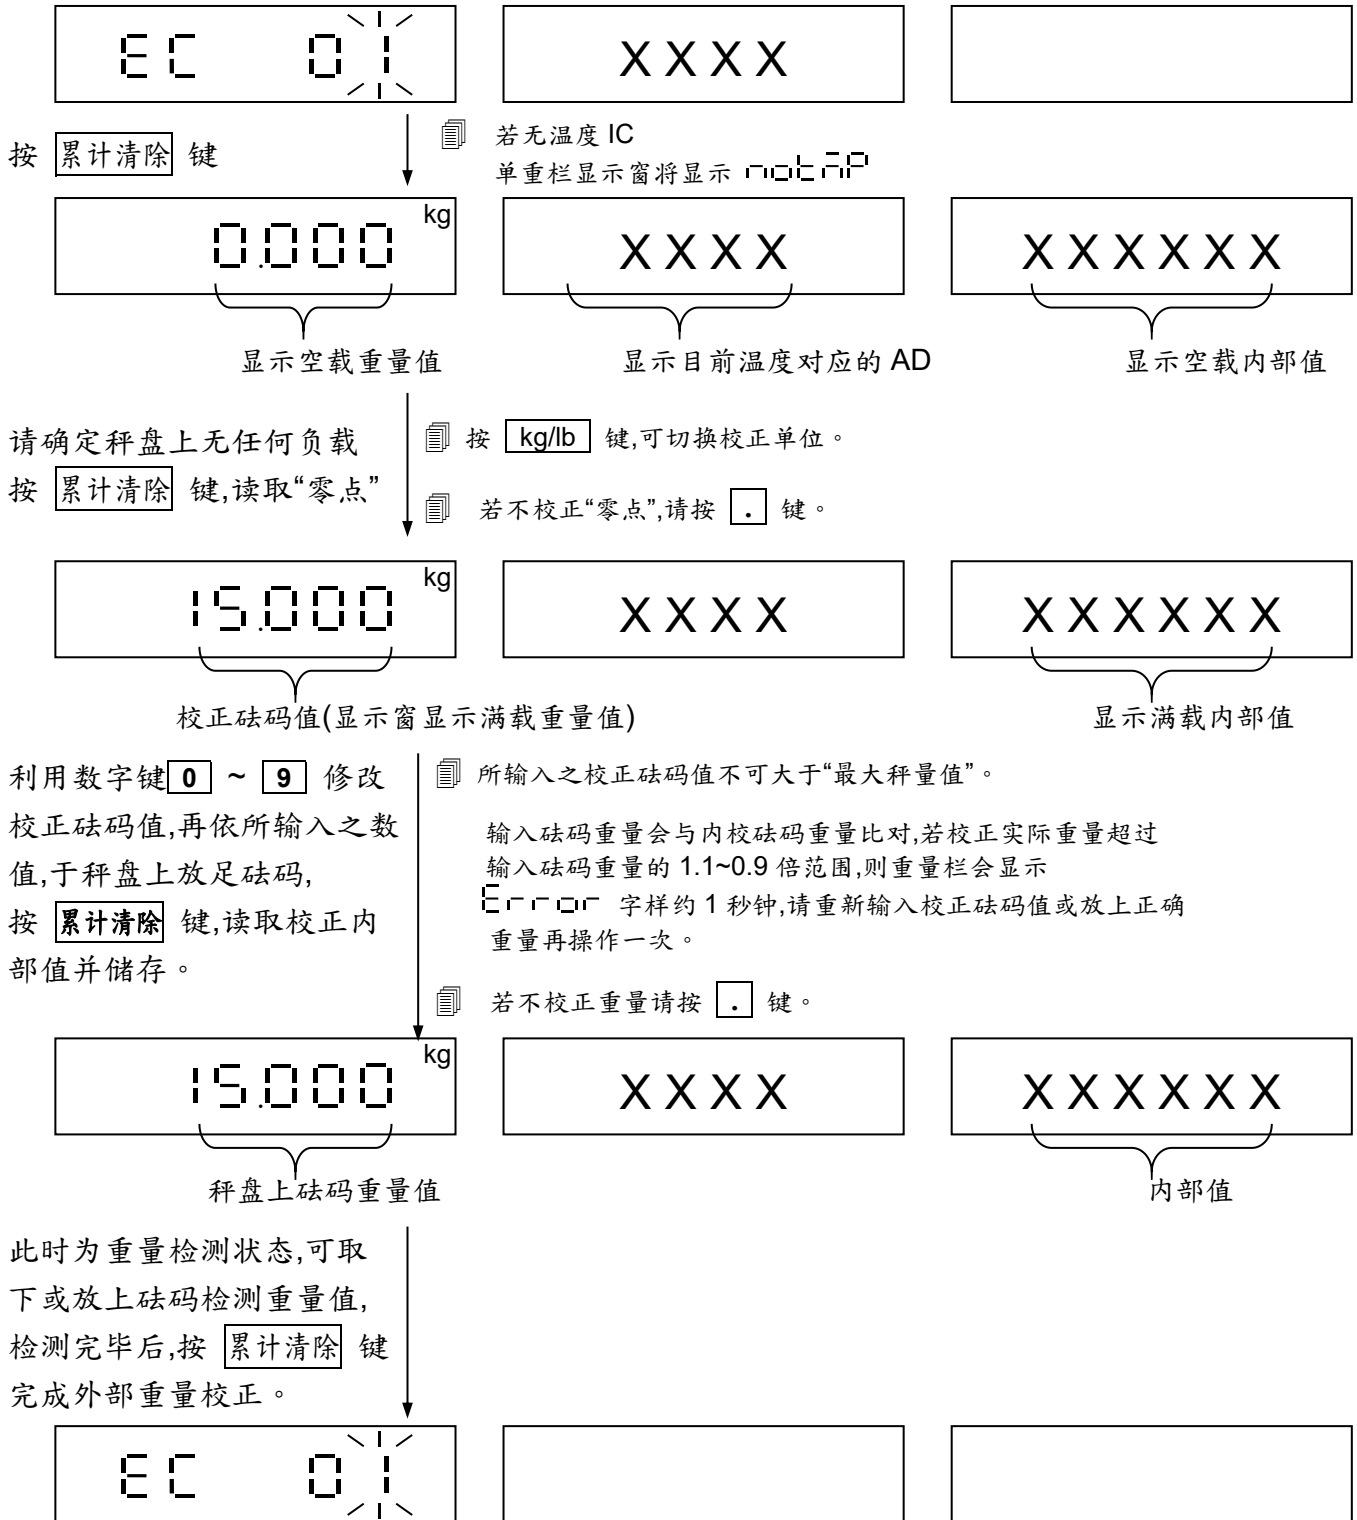 EC 01
XXXX
按 累计清除 键
若无温度 IC
单重栏显示窗将显示 notAP
0.000 kg
XXXX
XXXXXX
显示空载重量值
显示目前温度对应的 AD
显示空载内部值
请确定秤盘上无任何负载
按 累计清除 键,读取“零点”
按 kg/lb 键,可切换校正单位。
若不校正“零点”,请按 . 键。
15.000 kg
XXXX
XXXXXX
校正砝码值(显示窗显示满载重量值)
显示满载内部值
利用数字键 0 ~ 9 修改
校正砝码值,再依所输入之数
值,于秤盘上放足砝码,
按 累计清除 键,读取校正内
部值并储存。
所输入之校正砝码值不可大于“最大秤量值”。
输入砝码重量会与内校砝码重量比对,若校正实际重量超过
输入砝码重量的 1.1~0.9 倍范围,则重量栏会显示
Error 字样约 1 秒钟,请重新输入校正砝码值或放上正确
重量再操作一次。
若不校正重量请按 . 键。
15.000 kg
XXXX
XXXXXX
秤盘上砝码重量值
内部值
此时为重量检测状态,可取
下或放上砝码检测重量值,
检测完毕后,按 累计清除 键
完成外部重量校正。
EC 01